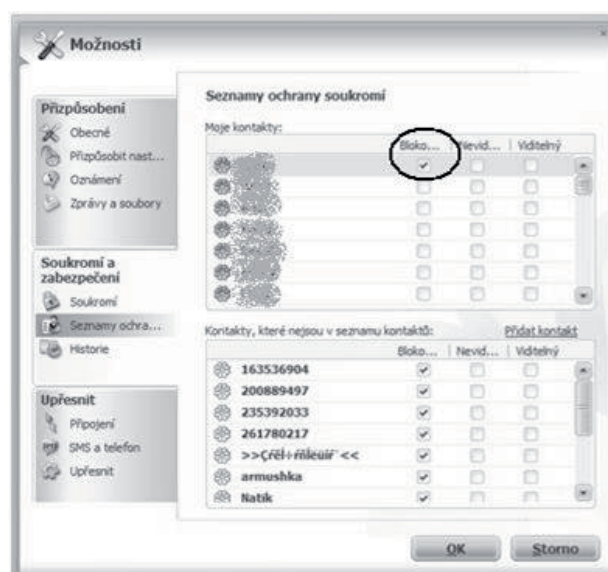 Možnosti
Přizpůsobení
Obecné
Přizpůsobit nast...
Oznámení
Zprávy a soubory
Soukromí a
zabezpečení
Soukromí
Seznamy ochra...
Historie
Upřesnit
Připojení
SMS a telefon
Upřesnit
Seznamy ochrany soukromí
Moje kontakty:
Bloko... Nevid... Viditelný
Kontakty, které nejsou v seznamu kontaktů: Přidat kontakt
Bloko... Nevid... Viditelný
163536904
200889497
235392033
261780217
armushka
Natik
OK Storno